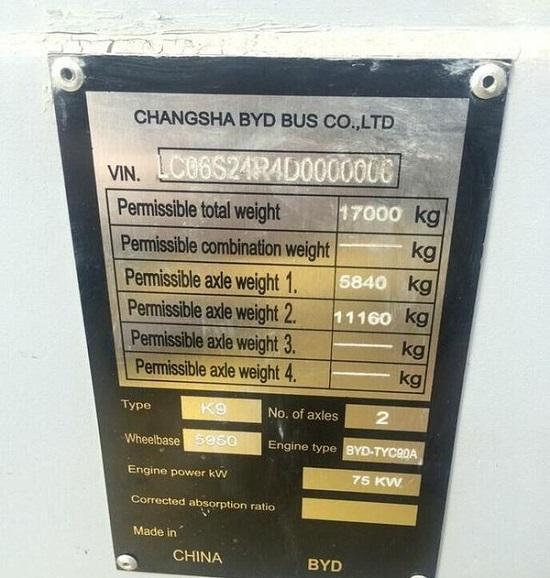 CHANGSHA BYD BUS CO.,LTD
VIN. LC06S24R4D0000006
Permissible total weight 17000 kg
Permissible combination weight —— kg
Permissible axle weight 1. 5840 kg
Permissible axle weight 2. 11160 kg
Permissible axle weight 3. —— kg
Permissible axle weight 4. —— kg
Type K9 No. of axles 2
Wheelbase 5950 Engine type BYD-TYC90A
Engine power kW 75 KW
Corrected absorption ratio
Made in
CHINA BYD